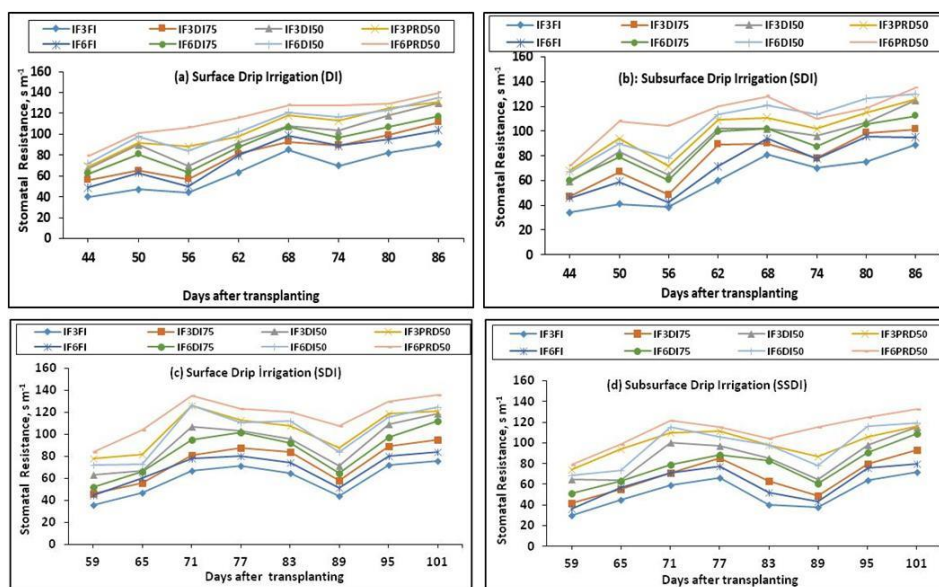 IF3FI IF3DI75 IF3DI50 IF3PRD50
IF6FI IF6DI75 IF6DI50 IF6PRD50
(a) Surface Drip Irrigation (DI)
Stomatal Resistance, s m-1
160
140
120
100
80
60
40
20
0
44 50 56 62 68 74 80 86
Days after transplanting
IF3FI IF3DI75 IF3DI50 IF3PRD50
IF6FI IF6DI75 IF6DI50 IF6PRD50
(b): Subsurface Drip Irrigation (SDI)
Stomatal Resistance, s m-1
160
140
120
100
80
60
40
20
0
44 50 56 62 68 74 80 86
Days after transplanting
IF3FI IF3DI75 IF3DI50 IF3PRD50
IF6FI IF6DI75 IF6DI50 IF6PRD50
(c) Surface Drip İrrigation (SDI)
Stomatal Resistance, s m-1
160
140
120
100
80
60
40
20
0
59 65 71 77 83 89 95 101
Days after transplanting
IF3FI IF3DI75 IF3DI50 IF3PRD50
IF6FI IF6DI75 IF6DI50 IF6PRD50
(d) Subsurface Drip Irrigation (SSDI)
Stomatal Resistance, s m-1
160
140
120
100
80
60
40
20
0
59 65 71 77 83 89 95 101
Days after transplanting